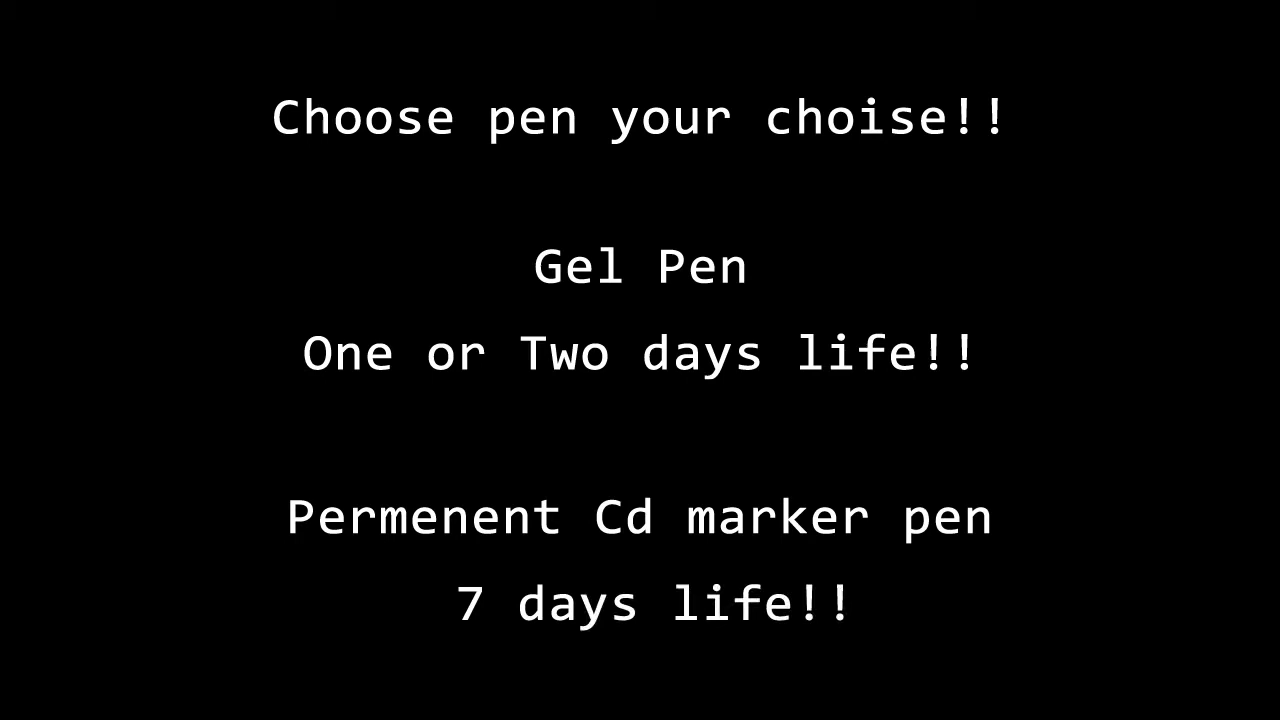 Choose pen your choise!!
Gel Pen
One or Two days life!!
Permenent Cd marker pen
7 days life!!